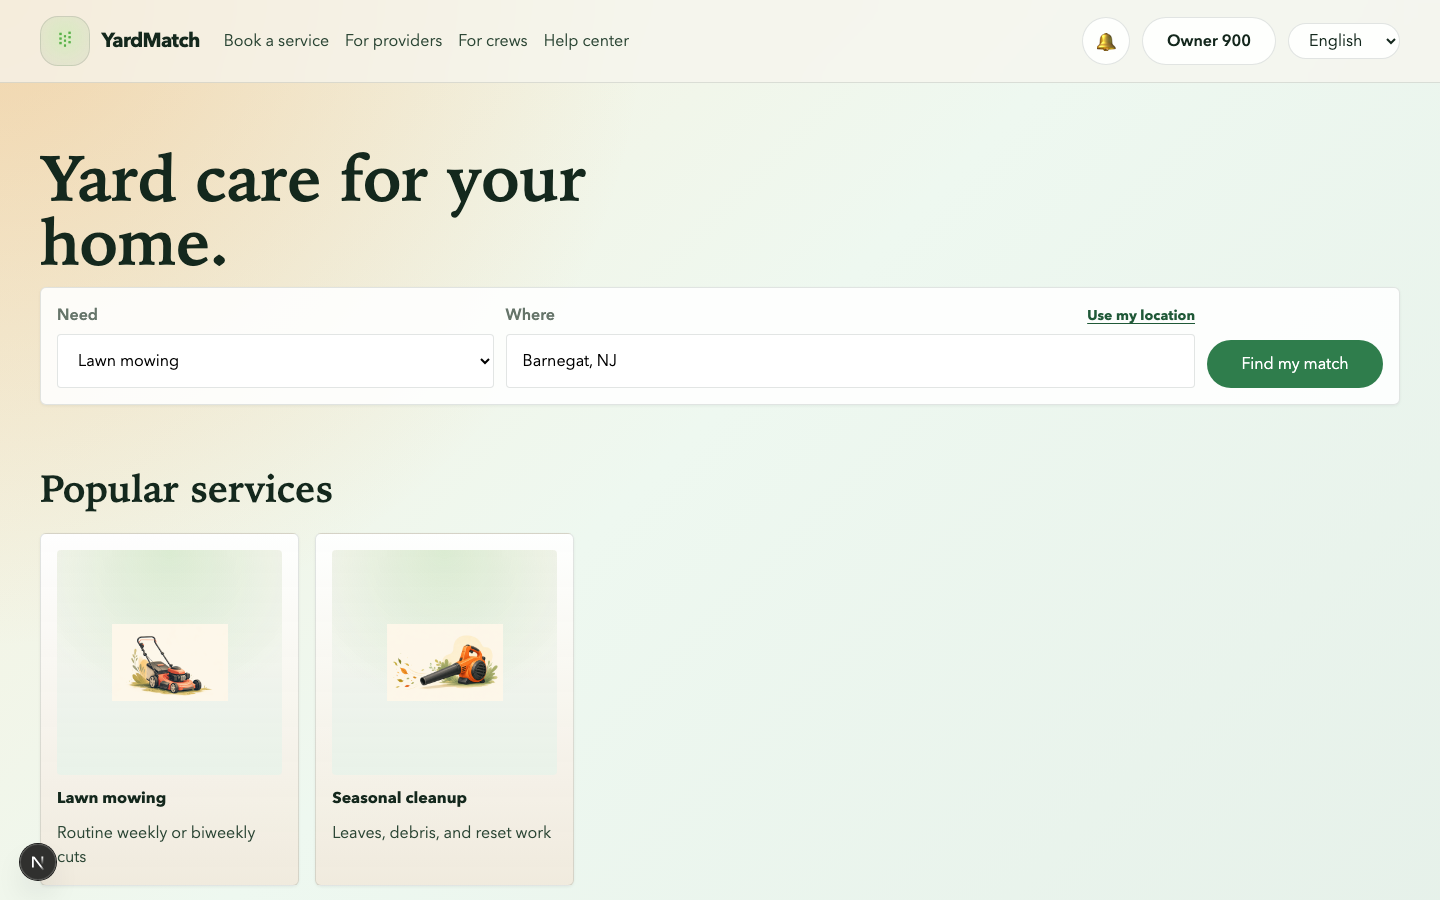 YardMatch
Book a service
For providers
For crews
Help center
Owner 900
English
Yard care for your
home.
Need
Where
Use my location
Lawn mowing
Barnegat, NJ
Find my match
Popular services
Lawn mowing
Routine weekly or biweekly
cuts
Seasonal cleanup
Leaves, debris, and reset work
N